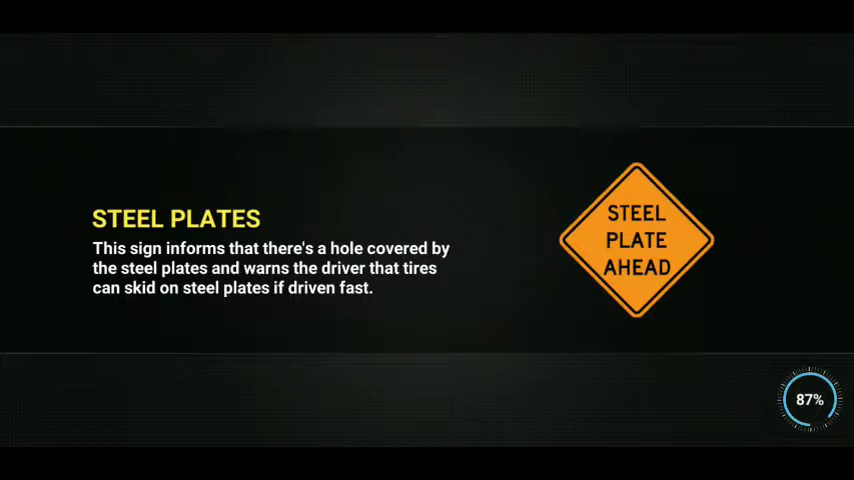 STEEL PLATES
This sign informs that there's a hole covered by
the steel plates and warns the driver that tires
can skid on steel plates if driven fast.
STEEL
PLATE
AHEAD
87%